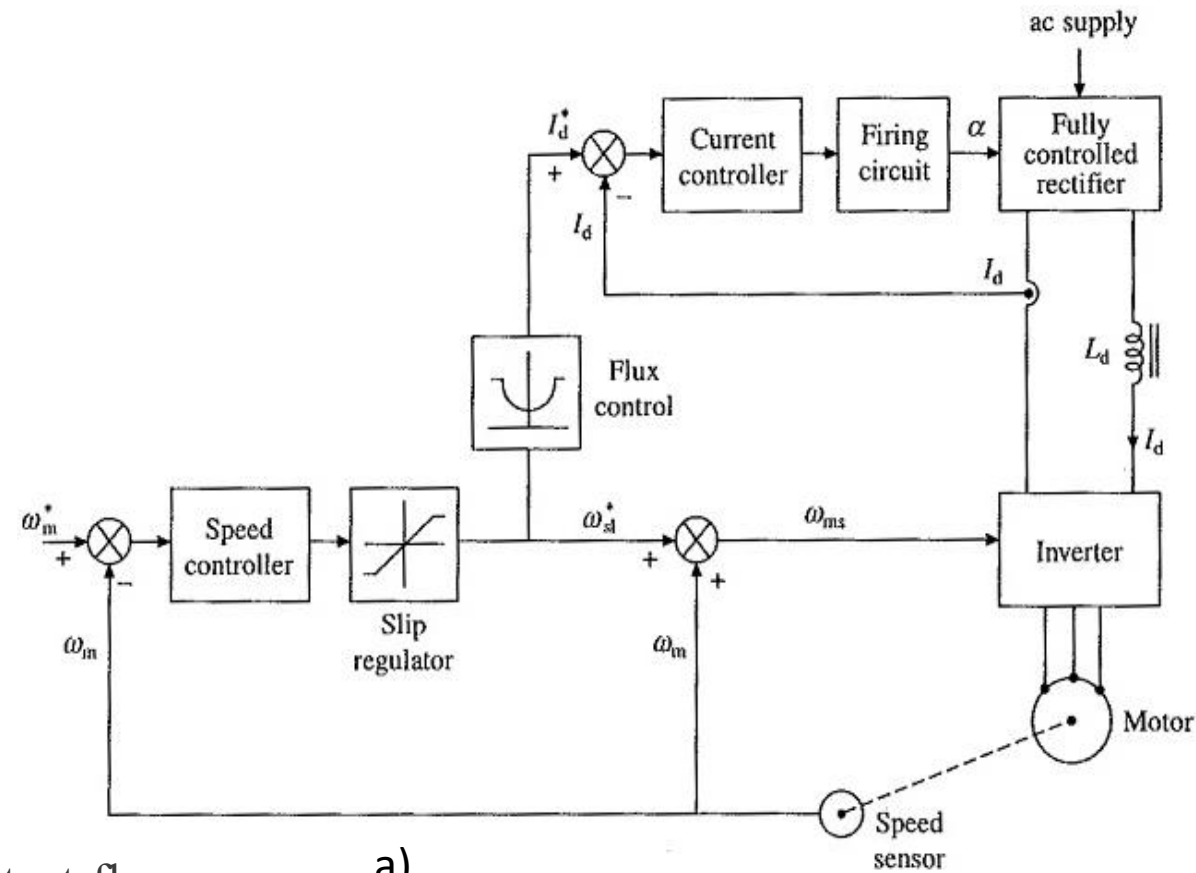 ac supply
I*d
Current
controller
Firing
circuit
α
Fully
controlled
rectifier
+
−
Id
Id
Ld
Flux
control
Id
ω*m
+
−
Speed
controller
ω*sl
+
+
ωms
Inverter
ωm
Slip
regulator
ωm
Motor
Speed
sensor
a)